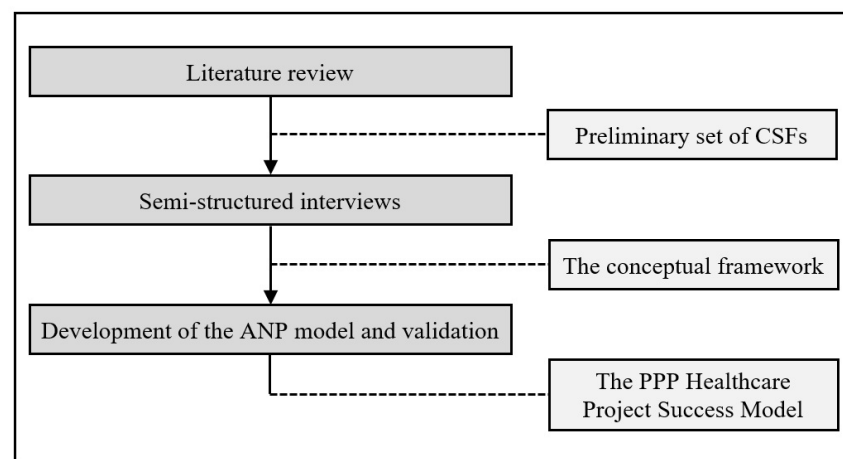 Literature review
Preliminary set of CSFs
Semi-structured interviews
The conceptual framework
Development of the ANP model and validation
The PPP Healthcare
Project Success Model